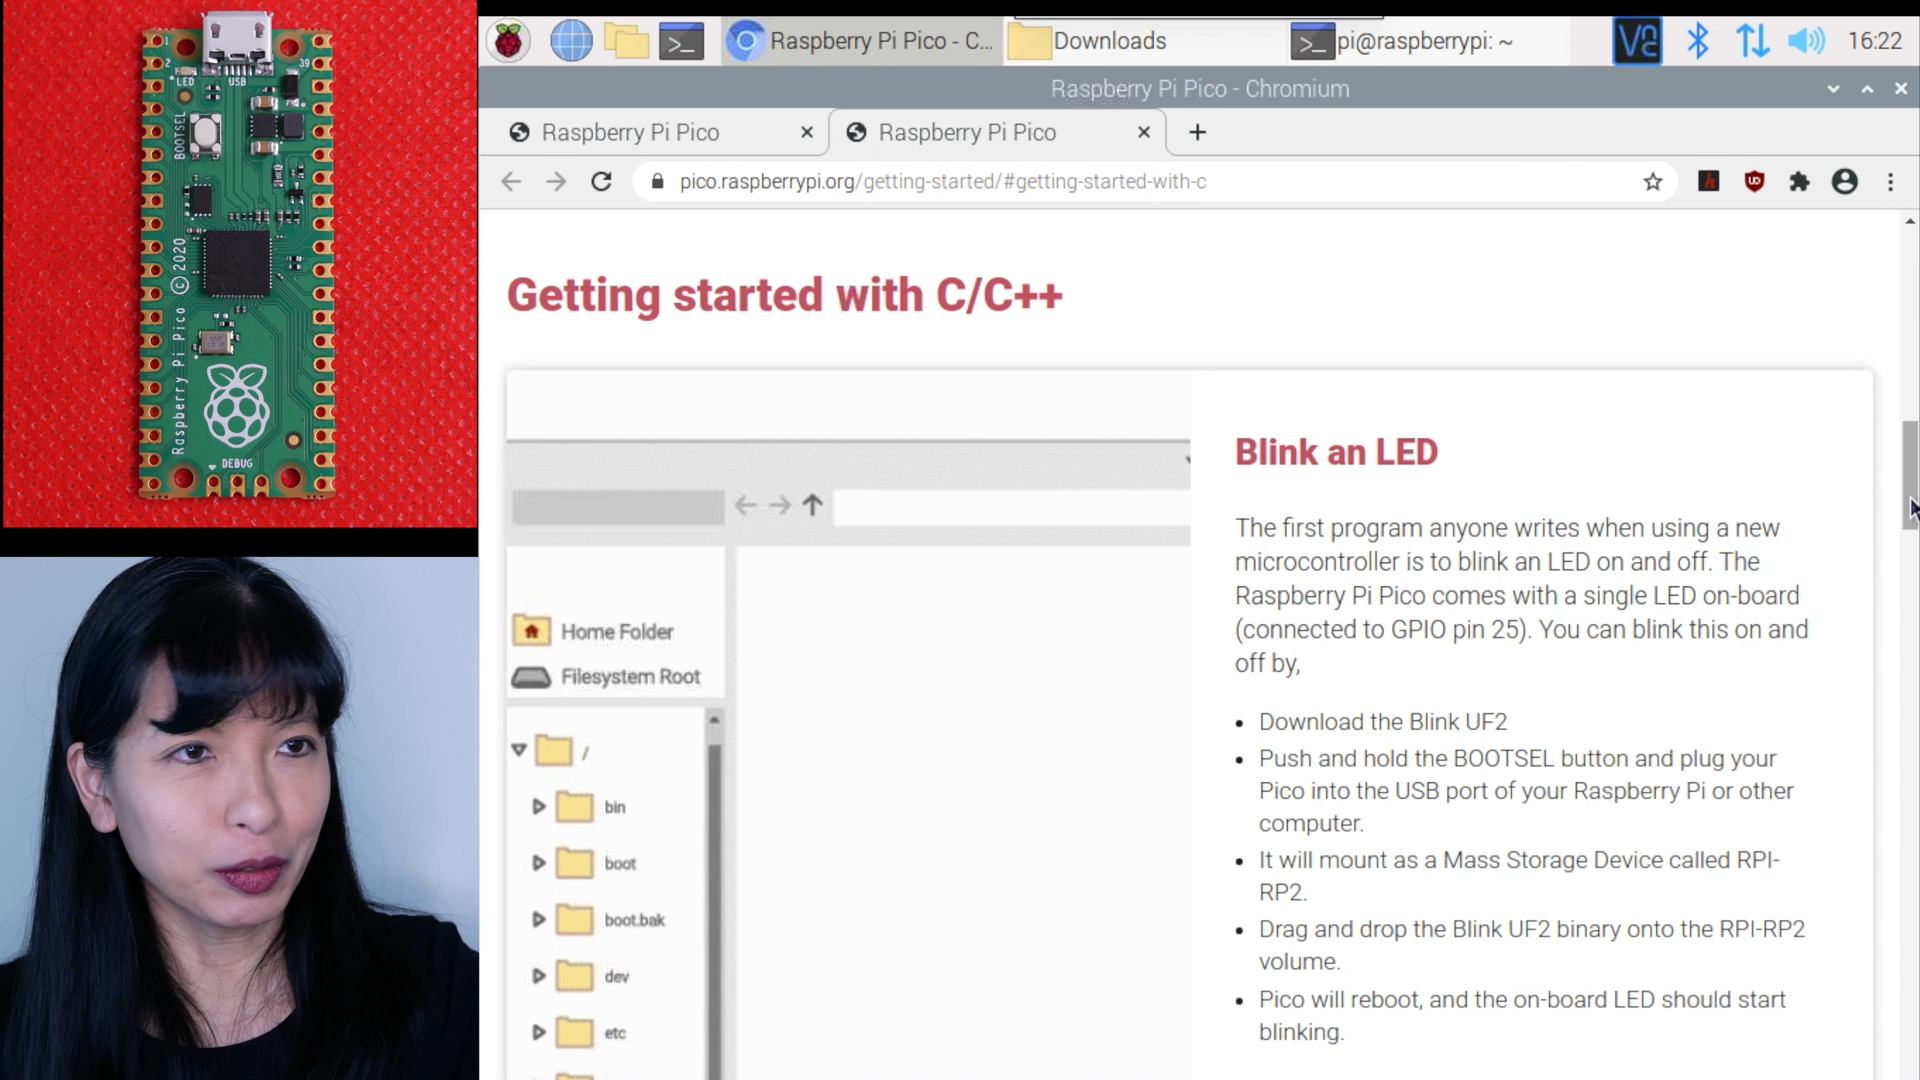 1
2
39
LED
USB
BOOTSEL
Raspberry Pi Pico © 2020
DEBUG
Raspberry Pi Pico - C...
Downloads
pi@raspberrypi: ~
16:22
Raspberry Pi Pico - Chromium
Raspberry Pi Pico
Raspberry Pi Pico
pico.raspberrypi.org/getting-started/#getting-started-with-c
Getting started with C/C++
Home Folder
Filesystem Root
/
bin
boot
boot.bak
dev
etc
Blink an LED
The first program anyone writes when using a new
microcontroller is to blink an LED on and off. The
Raspberry Pi Pico comes with a single LED on-board
(connected to GPIO pin 25). You can blink this on and
off by,
• Download the Blink UF2
• Push and hold the BOOTSEL button and plug your
Pico into the USB port of your Raspberry Pi or other
computer.
• It will mount as a Mass Storage Device called RPI-
RP2.
• Drag and drop the Blink UF2 binary onto the RPI-RP2
volume.
• Pico will reboot, and the on-board LED should start
blinking.